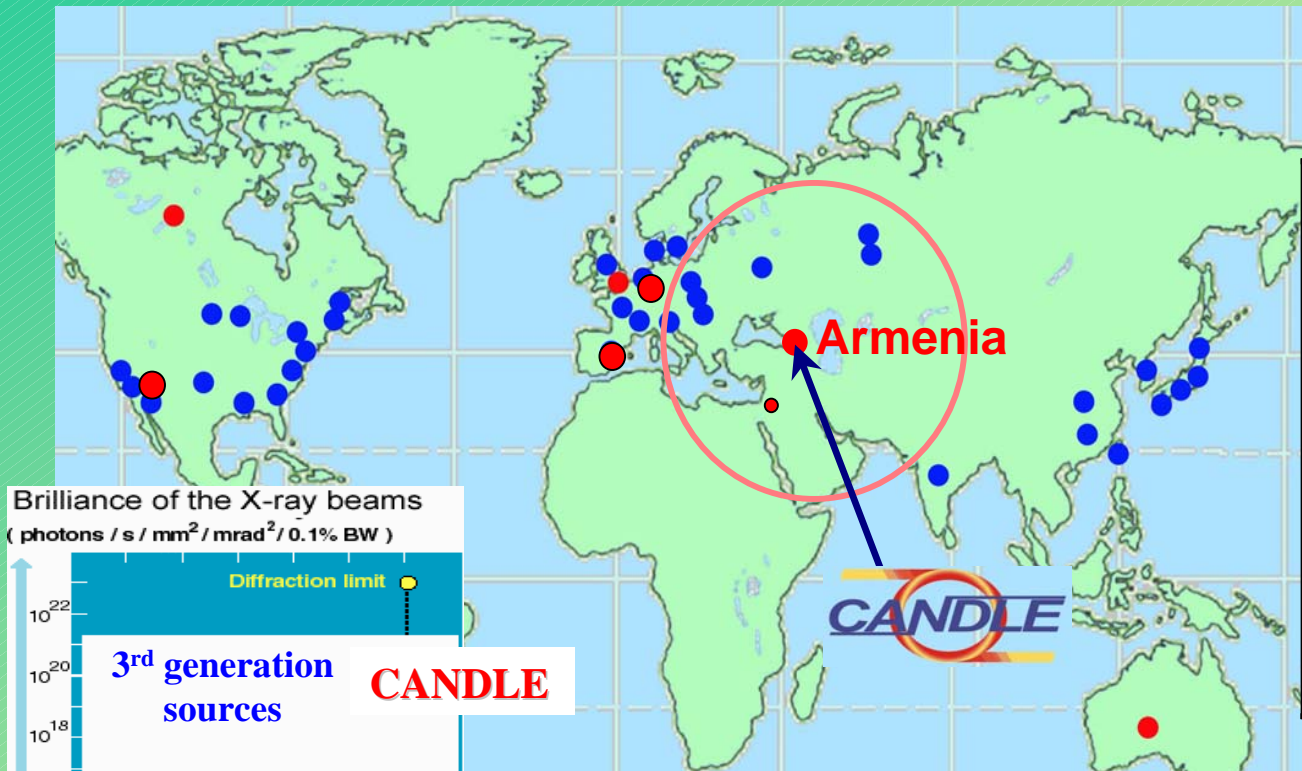 Armenia
CANDLE
Brilliance of the X-ray beams
( photons / s / mm² / mrad² / 0.1% BW )
Diffraction limit
10²²
10²⁰
10¹⁸
3rd generation
sources
CANDLE